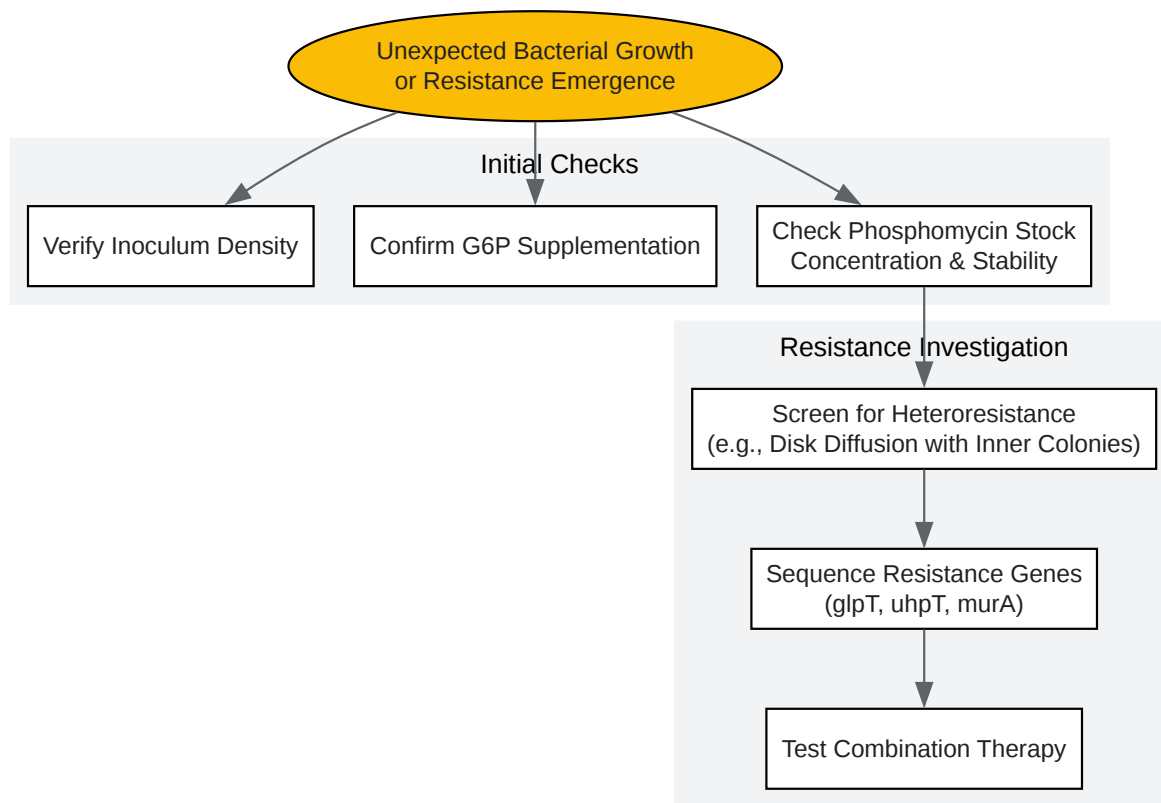 Unexpected Bacterial Growth
or Resistance Emergence
Initial Checks
Verify Inoculum Density
Confirm G6P Supplementation
Check Phosphomycin Stock
Concentration & Stability
Resistance Investigation
Screen for Heteroresistance
(e.g., Disk Diffusion with Inner Colonies)
Sequence Resistance Genes
(glpT, uhpT, murA)
Test Combination Therapy